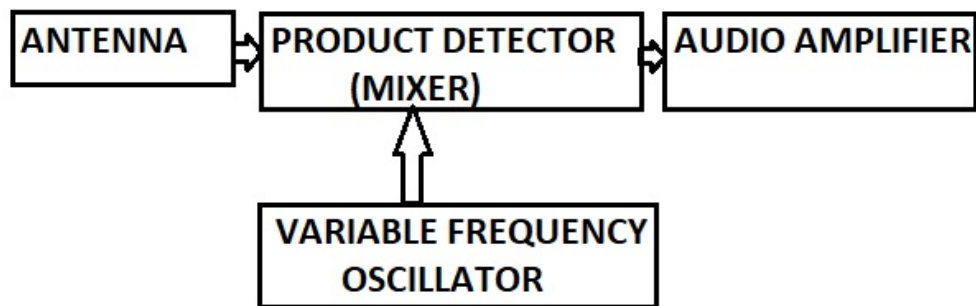 ANTENNA
PRODUCT DETECTOR
(MIXER)
AUDIO AMPLIFIER
VARIABLE FREQUENCY
OSCILLATOR